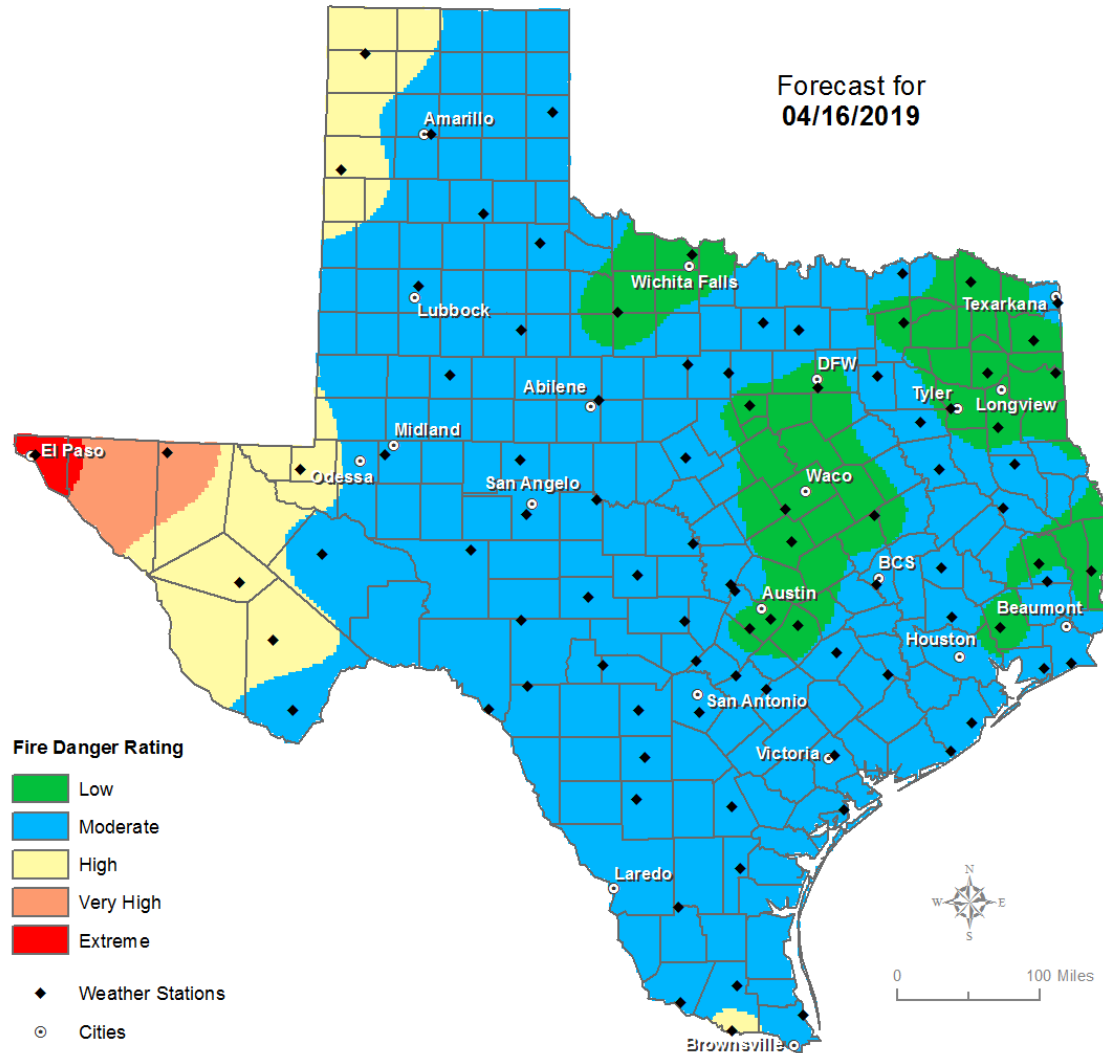 Forecast for
04/16/2019
Amarillo
Wichita Falls
Lubbock
Texarkana
DFW
Abilene
Tyler
Longview
Midland
El Paso
Odessa
San Angelo
Waco
BCS
Austin
Beaumont
Houston
San Antonio
Victoria
Laredo
Brownsville
Fire Danger Rating
Low
Moderate
High
Very High
Extreme
Weather Stations
Cities
N
W
E
S
0
100 Miles